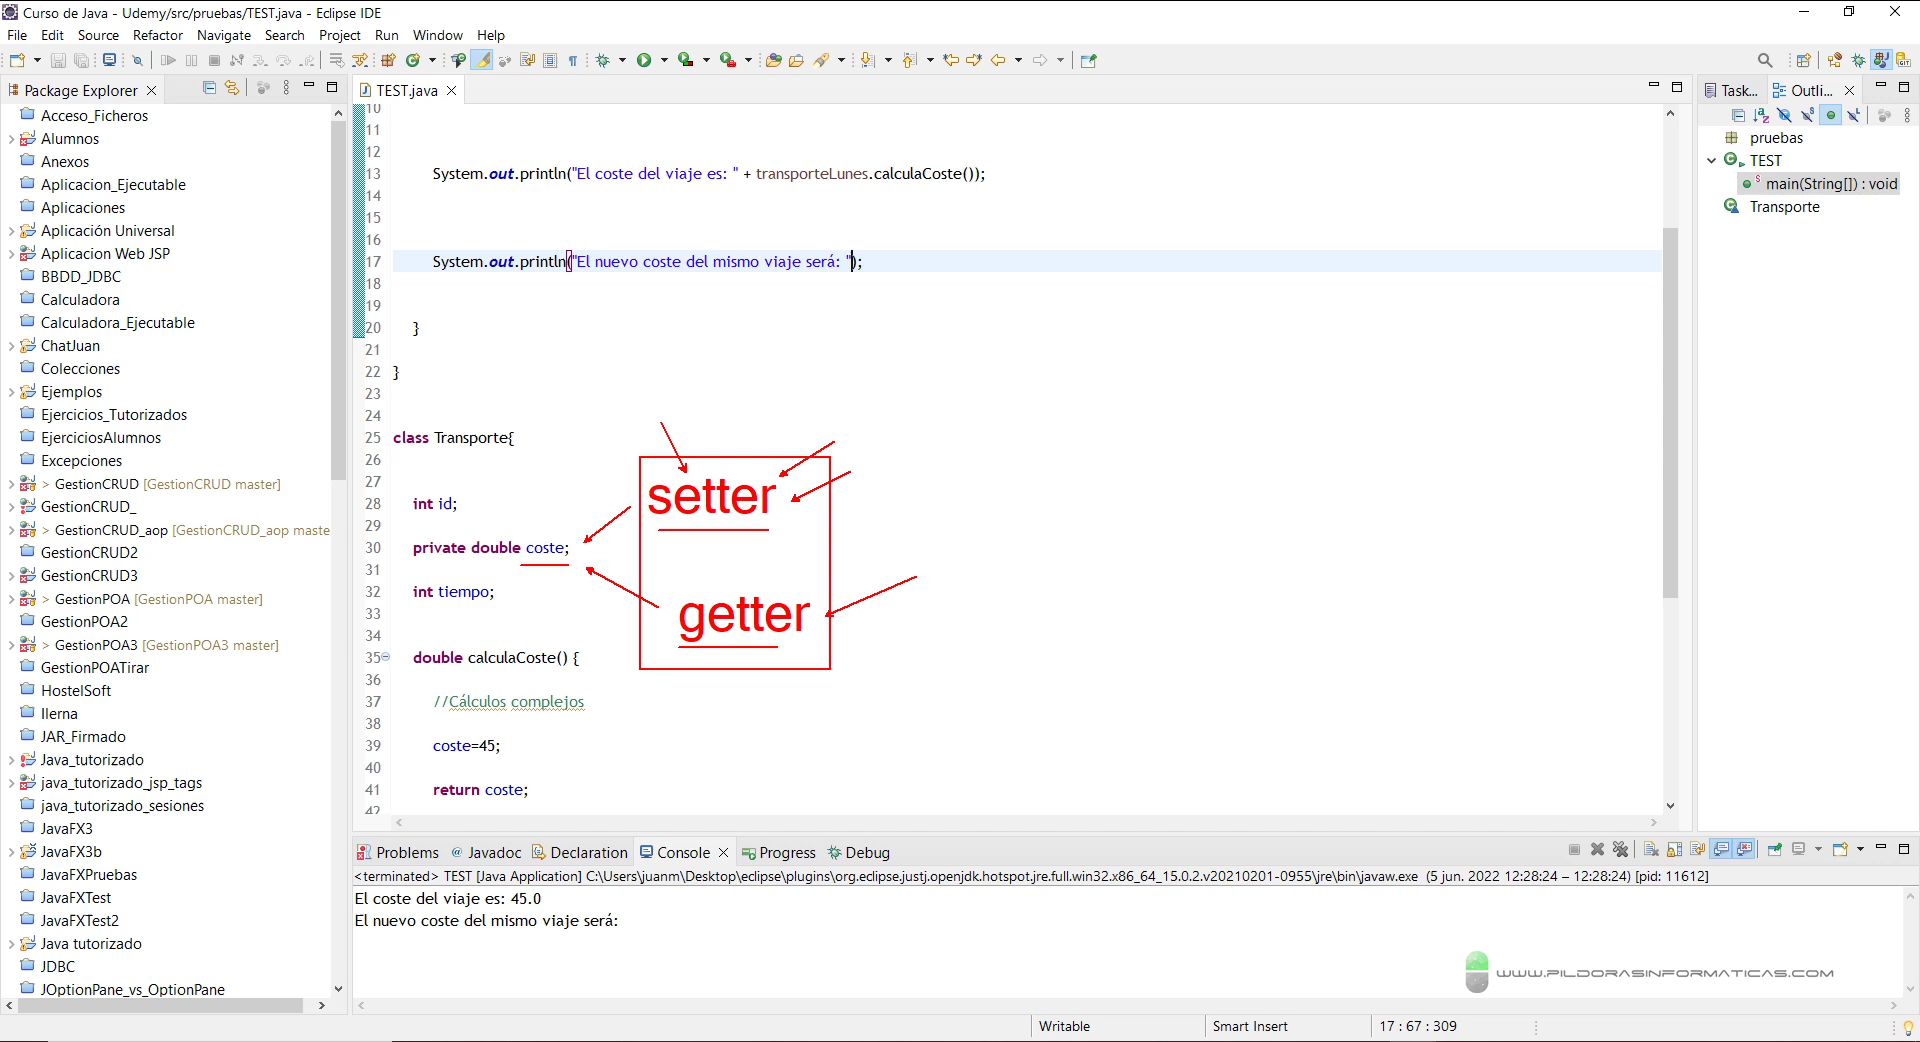 Curso de Java - Udemy/src/pruebas/TEST.java - Eclipse IDE
File Edit Source Refactor Navigate Search Project Run Window Help
Package Explorer
Acceso_Ficheros
Alumnos
Anexos
Aplicacion_Ejecutable
Aplicaciones
Aplicación Universal
Aplicacion Web JSP
BBDD_JDBC
Calculadora
Calculadora_Ejecutable
ChatJuan
Colecciones
Ejemplos
Ejercicios_Tutorizados
EjerciciosAlumnos
Excepciones
> GestionCRUD [GestionCRUD master]
GestionCRUD_
> GestionCRUD_aop [GestionCRUD_aop maste
GestionCRUD2
GestionCRUD3
> GestionPOA [GestionPOA master]
GestionPOA2
> GestionPOA3 [GestionPOA3 master]
GestionPOATirar
HostelSoft
Ilerna
JAR_Firmado
Java_tutorizado
java_tutorizado_jsp_tags
java_tutorizado_sesiones
JavaFX3
JavaFX3b
JavaFXPruebas
JavaFXTest
JavaFXTest2
Java tutorizado
JDBC
JOptionPane_vs_OptionPane
TEST.java
10
11
12
13 System.out.println("El coste del viaje es: " + transporteLunes.calculaCoste());
14
15
16
17 System.out.println("El nuevo coste del mismo viaje será: ");
18
19
20 }
21
22 }
23
24
25 class Transporte{
26
27
28 int id;
29
30 private double coste;
31
32 int tiempo;
33
34
35 double calculaCoste() {
36
37 //Cálculos complejos
38
39 coste=45;
40
41 return coste;
42
setter
getter
Task... Outli...
pruebas
TEST
main(String[]) : void
Transporte
Problems Javadoc Declaration Console Progress Debug
<terminated> TEST [Java Application] C:\Users\juanm\Desktop\eclipse\plugins\org.eclipse.justj.openjdk.hotspot.jre.full.win32.x86_64_15.0.2.v20210201-0955\jre\bin\javaw.exe (5 jun. 2022 12:28:24 – 12:28:24) [pid: 11612]
El coste del viaje es: 45.0
El nuevo coste del mismo viaje será:
WWW.PILDORASINFORMATICAS.COM
Writable Smart Insert 17 : 67 : 309